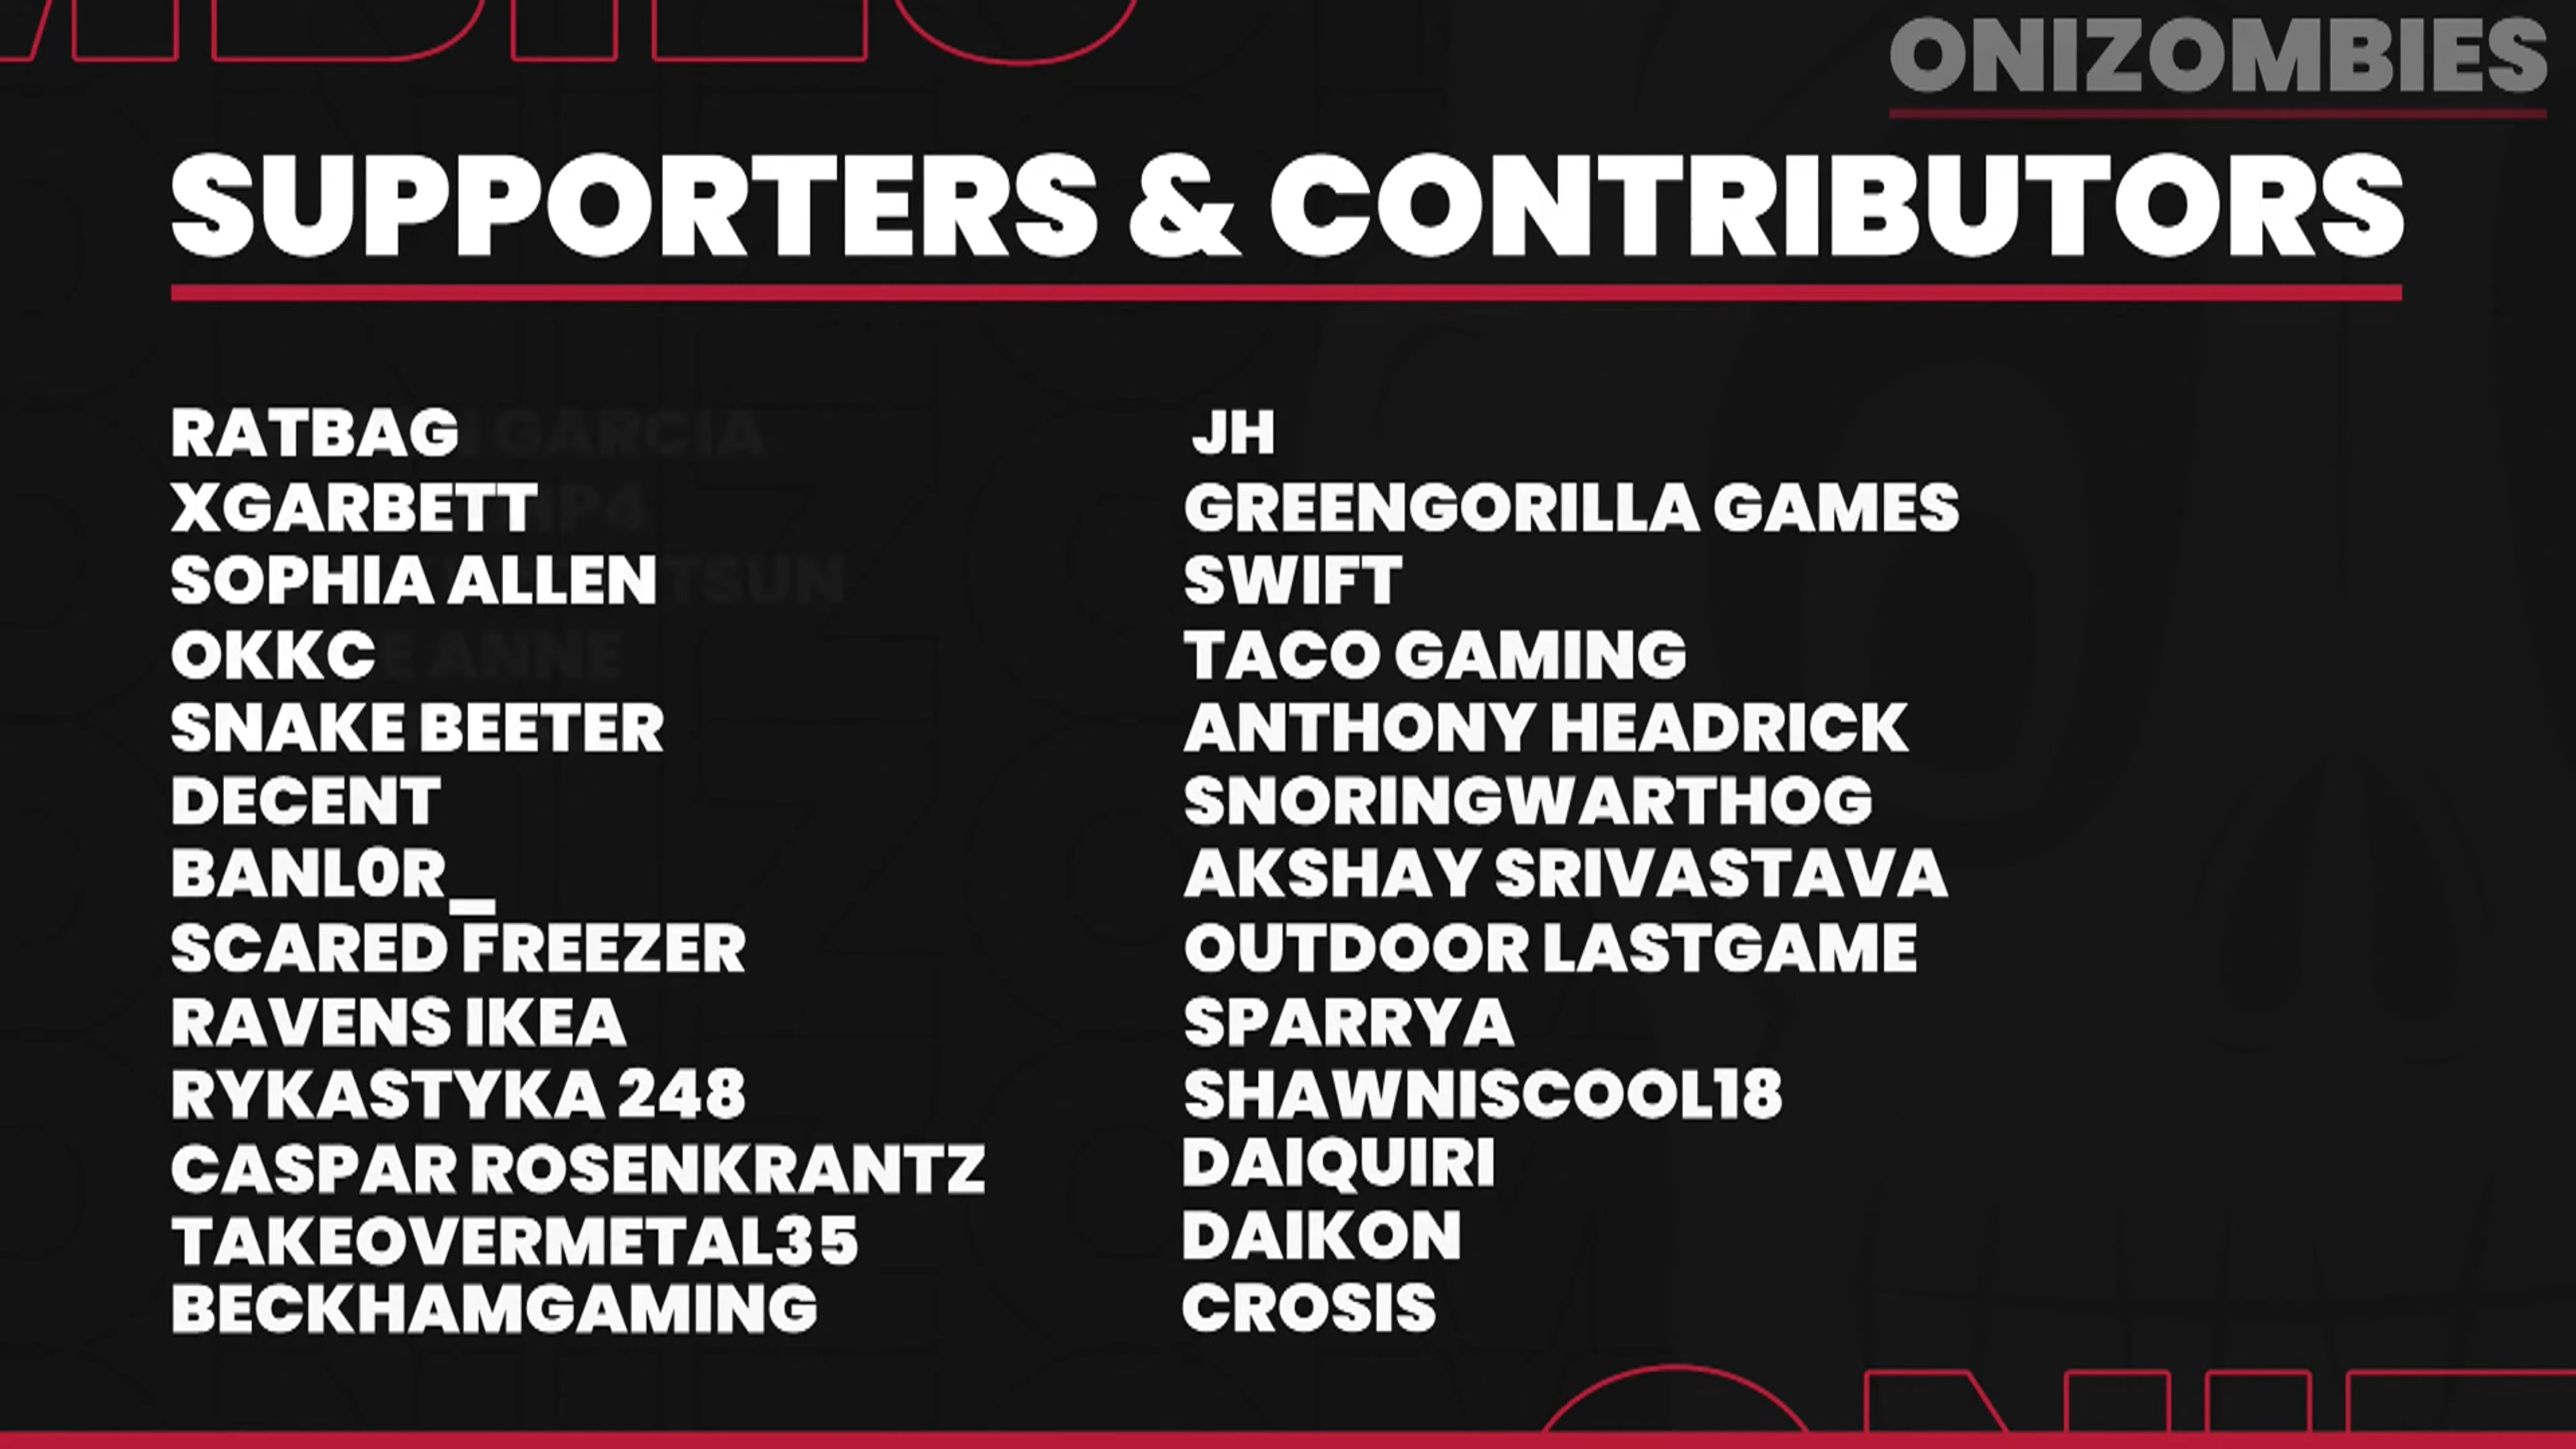 ONIZOMBIES
SUPPORTERS & CONTRIBUTORS
RATBAG
XGARBETT
SOPHIA ALLEN
OKKC
SNAKE BEETER
DECENT
BANL0R_
SCARED FREEZER
RAVENS IKEA
RYKASTYKA 248
CASPAR ROSENKRANTZ
TAKEOVERMETAL35
BECKHAMGAMING
JH
GREENGORILLA GAMES
SWIFT
TACO GAMING
ANTHONY HEADRICK
SNORINGWARTHOG
AKSHAY SRIVASTAVA
OUTDOOR LASTGAME
SPARRYA
SHAWNISCOOL18
DAIQUIRI
DAIKON
CROSIS